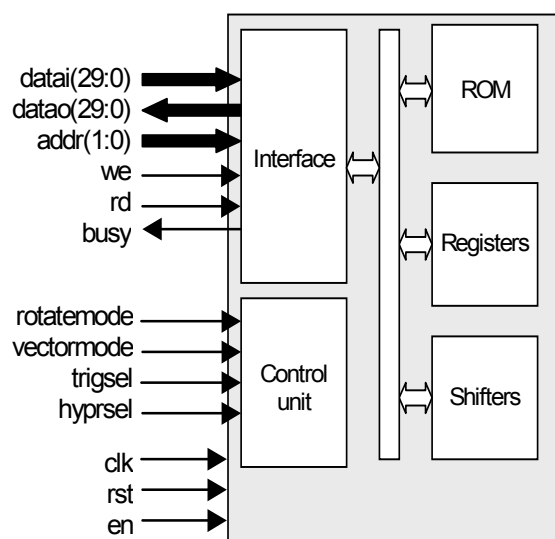 datai(29:0)
datao(29:0)
addr(1:0)
we
rd
busy
Interface
ROM
Registers
rotatemode
vectormode
trigsel
hyprsel
Control
unit
Shifters
clk
rst
en